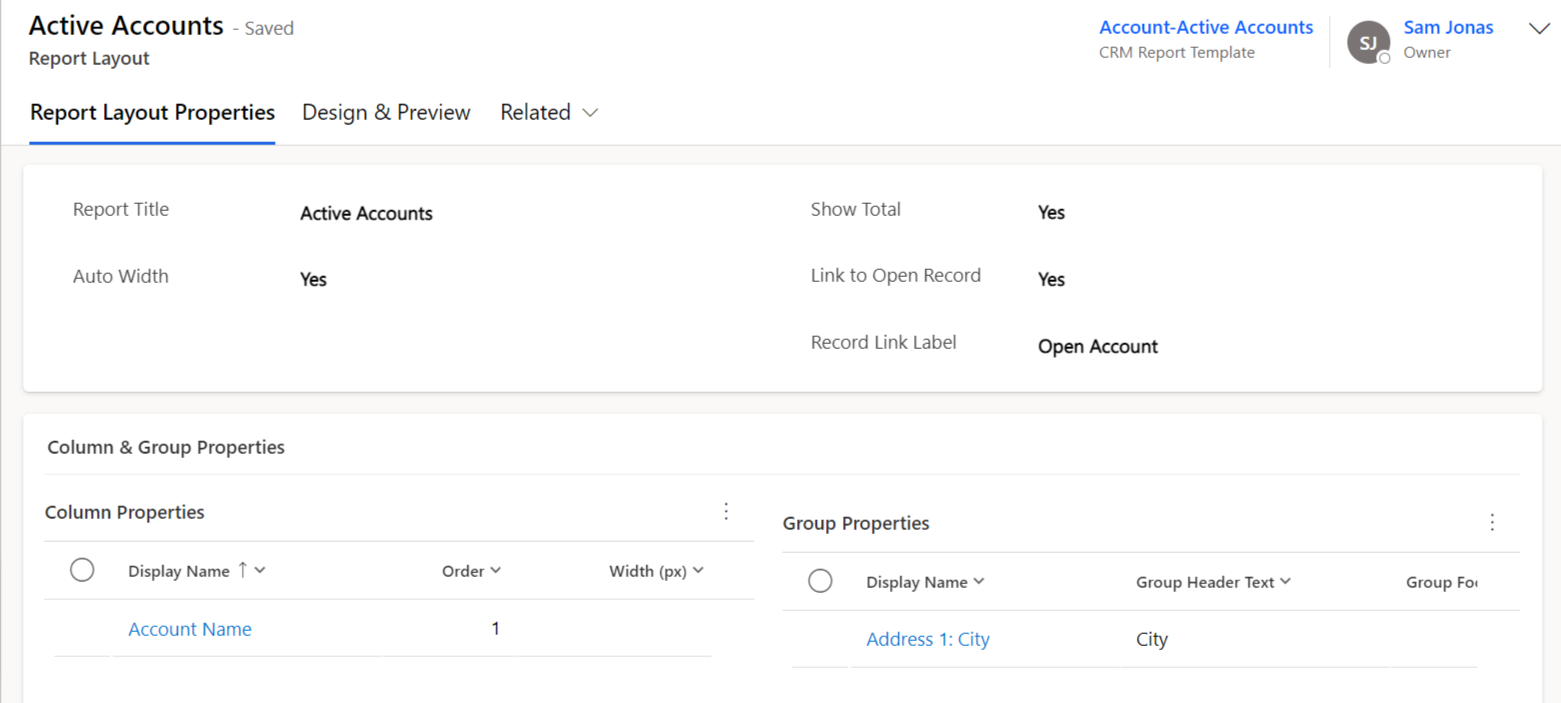 Active Accounts - Saved
Report Layout
Account-Active Accounts
CRM Report Template
SJ
Sam Jonas
Owner
Report Layout Properties Design & Preview Related
Report Title Active Accounts
Auto Width Yes
Show Total Yes
Link to Open Record Yes
Record Link Label Open Account
Column & Group Properties
Column Properties
Display Name ↑ Order Width (px)
Account Name 1
Group Properties
Display Name Group Header Text Group
Address 1: City City